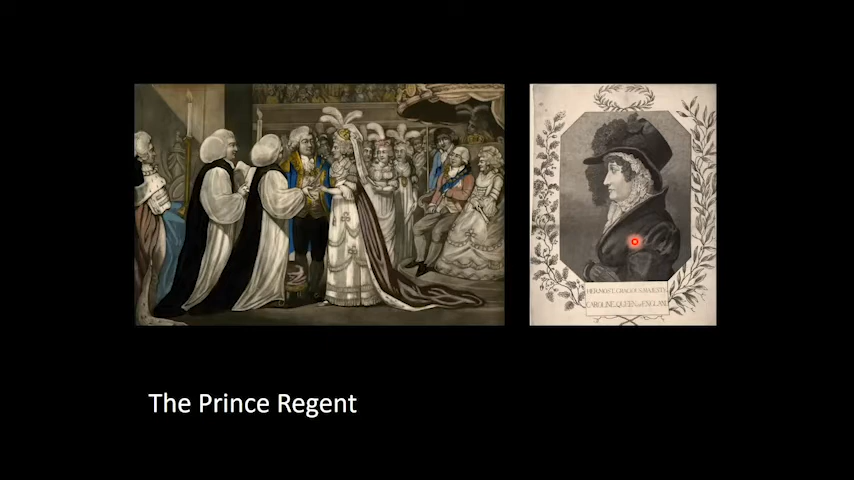 HER MOST GRACIOUS MAJESTY
CAROLINE QUEEN of ENGLAND
The Prince Regent